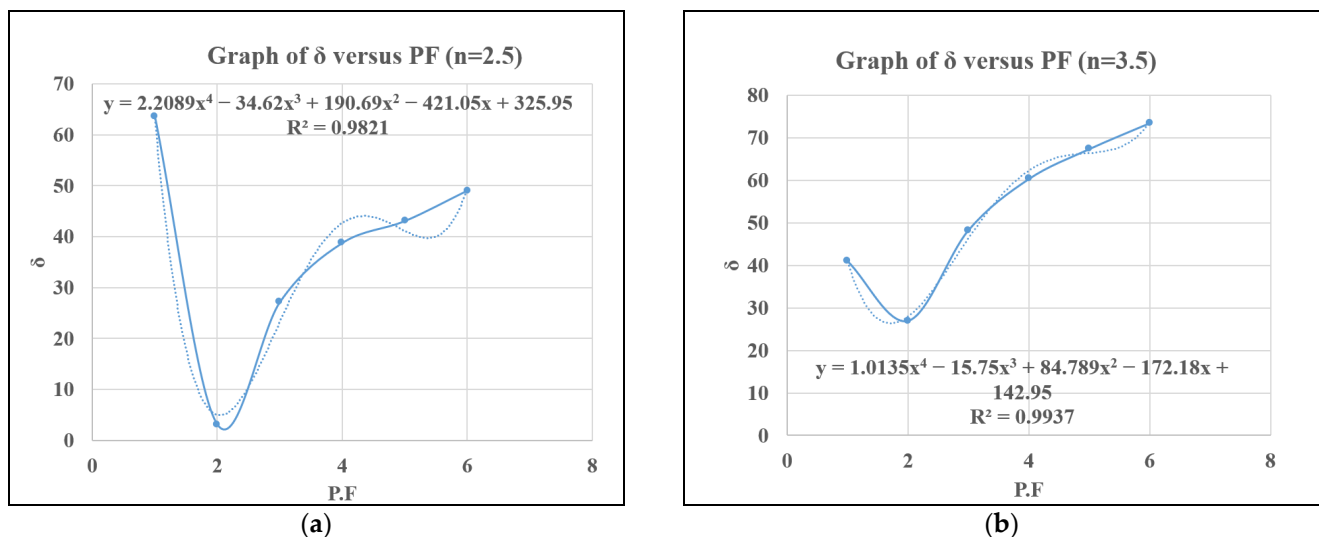 Graph of δ versus PF (n=2.5)
y = 2.2089x⁴ − 34.62x³ + 190.69x² − 421.05x + 325.95
R² = 0.9821
70
60
50
40
30
20
10
0
δ
0 2 4 6 8
P.F
(a)
Graph of δ versus PF (n=3.5)
80
70
60
50
40
30
20
10
0
δ
y = 1.0135x⁴ − 15.75x³ + 84.789x² − 172.18x +
142.95
R² = 0.9937
0 2 4 6 8
P.F
(b)